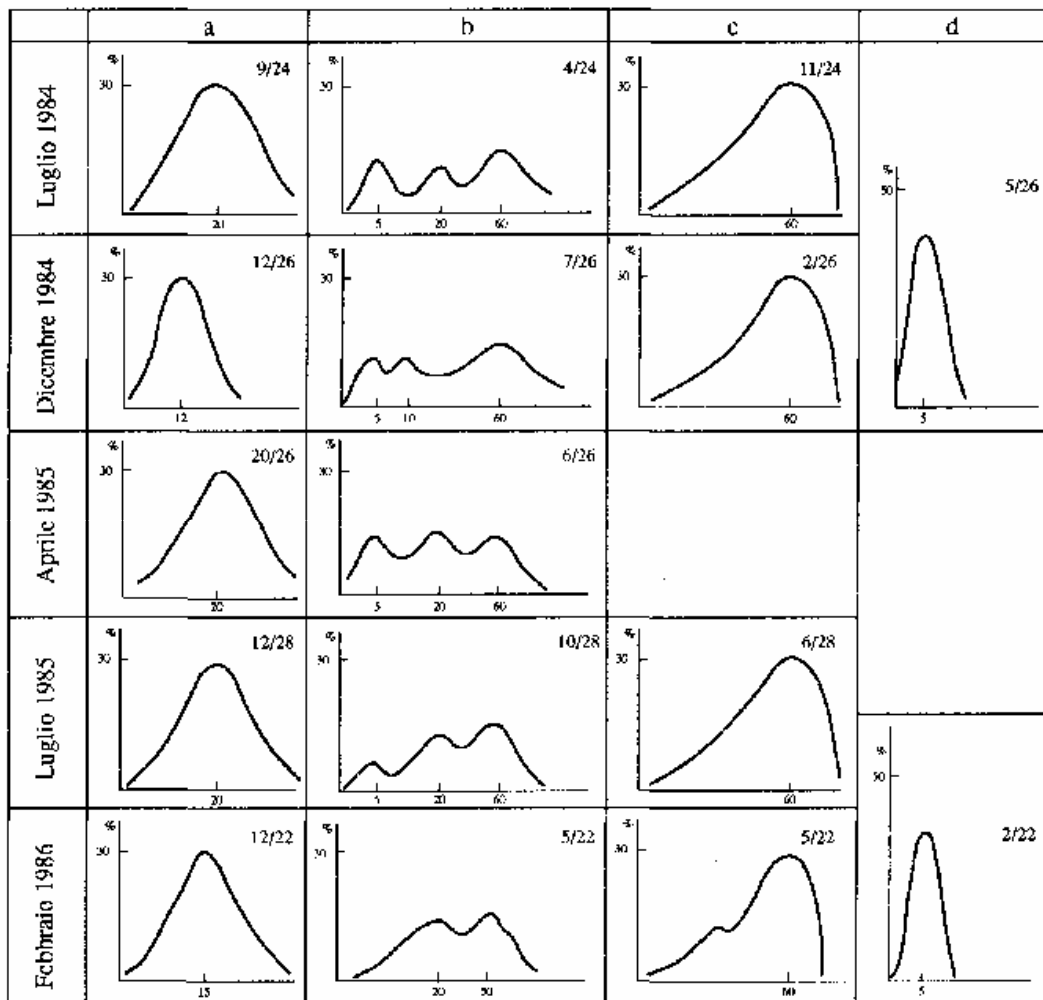 a b c d
Luglio 1984
% 30 9/24 20
% 30 4/24 5 20 60
% 30 11/24 60
% 50 5/26 5
Dicembre 1984
% 30 12/26 12
% 30 7/26 5 10 60
% 30 2/26 60
Aprile 1985
% 30 20/26 20
% 30 6/26 5 20 60
Luglio 1985
% 30 12/28 20
% 30 10/28 5 20 60
% 30 6/28 60
% 50 2/22 5
Febbraio 1986
% 30 12/22 15
% 30 5/22 20 50
% 30 5/22 60